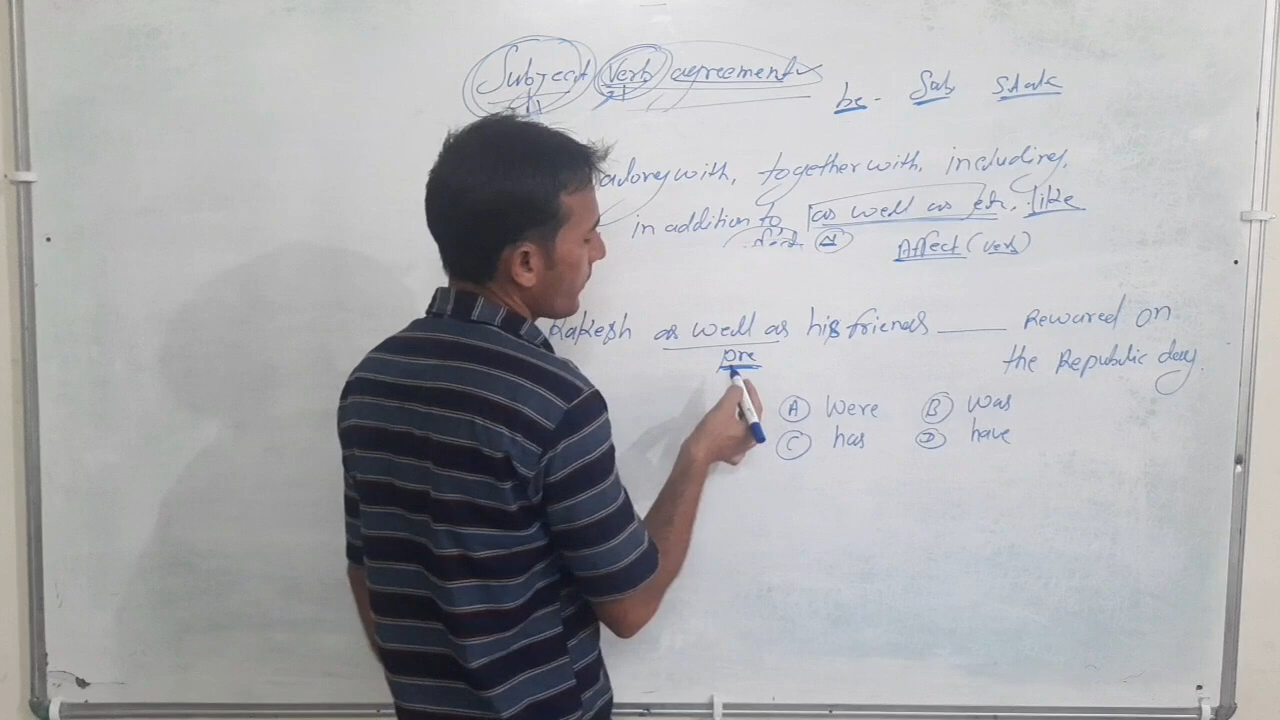 Subject Verb agreement
be - Sub, state
along with, together with, including,
in addition to, as well as etc. like
Affect (verb)
Rakesh as well as his friends ____ Rewared on
the Republic day.
pre
(A) Were (B) Was
(C) has (D) have